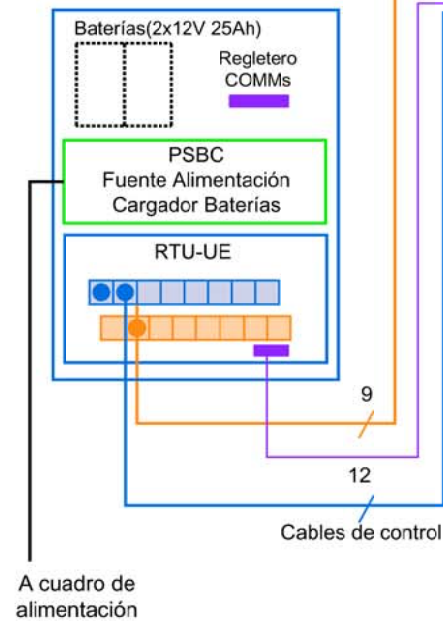 Baterías(2x12V 25Ah)
Regletero
COMMs
PSBC
Fuente Alimentación
Cargador Baterías
RTU-UE
9
12
Cables de control
A cuadro de
alimentación